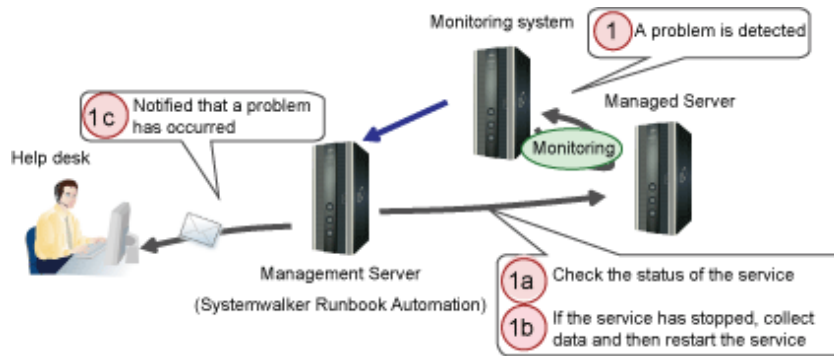 Monitoring system
1 A problem is detected
1c Notified that a problem
has occurred
Managed Server
Monitoring
Help desk
Management Server
(Systemwalker Runbook Automation)
1a Check the status of the service
1b If the service has stopped, collect
data and then restart the service